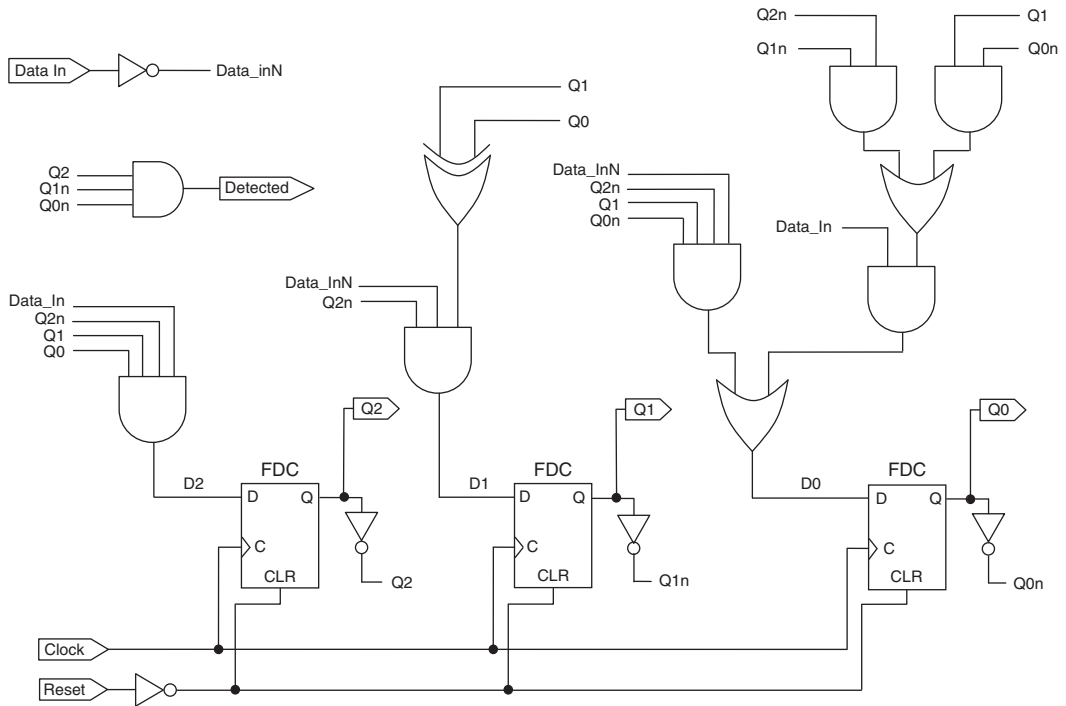 Q2n
Q1
Q1n
Q0n
Data In
Data_inN
Q1
Q0
Q2
Q1n
Q0n
Detected
Data_InN
Q2n
Q1
Q0n
Data_In
Data_InN
Q2n
Data_In
Q2n
Q1
Q0
Q2
Q1
Q0
FDC
FDC
FDC
D2
D
Q
D1
D
Q
D0
D
Q
C
C
C
CLR
CLR
CLR
Q2
Q1n
Q0n
Clock
Reset